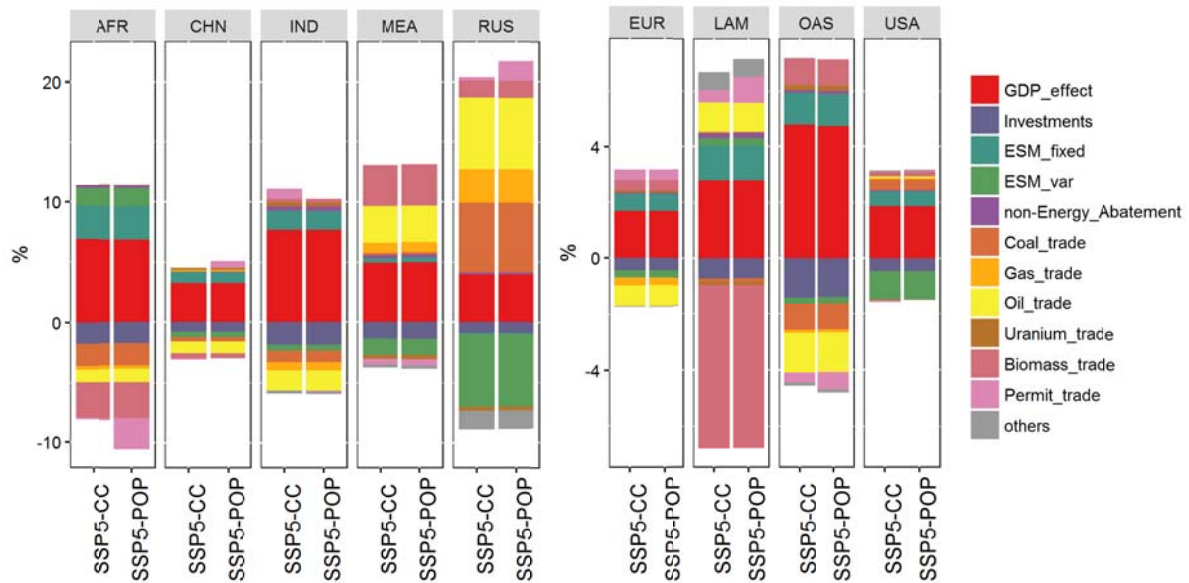 AFR
CHN
IND
MEA
RUS
EUR
LAM
OAS
USA
%
20
10
0
-10
%
4
0
-4
SSP5-CC
SSP5-POP
SSP5-CC
SSP5-POP
SSP5-CC
SSP5-POP
SSP5-CC
SSP5-POP
SSP5-CC
SSP5-POP
SSP5-CC
SSP5-POP
SSP5-CC
SSP5-POP
SSP5-CC
SSP5-POP
SSP5-CC
SSP5-POP
GDP_effect
Investments
ESM_fixed
ESM_var
non-Energy_Abatement
Coal_trade
Gas_trade
Oil_trade
Uranium_trade
Biomass_trade
Permit_trade
others